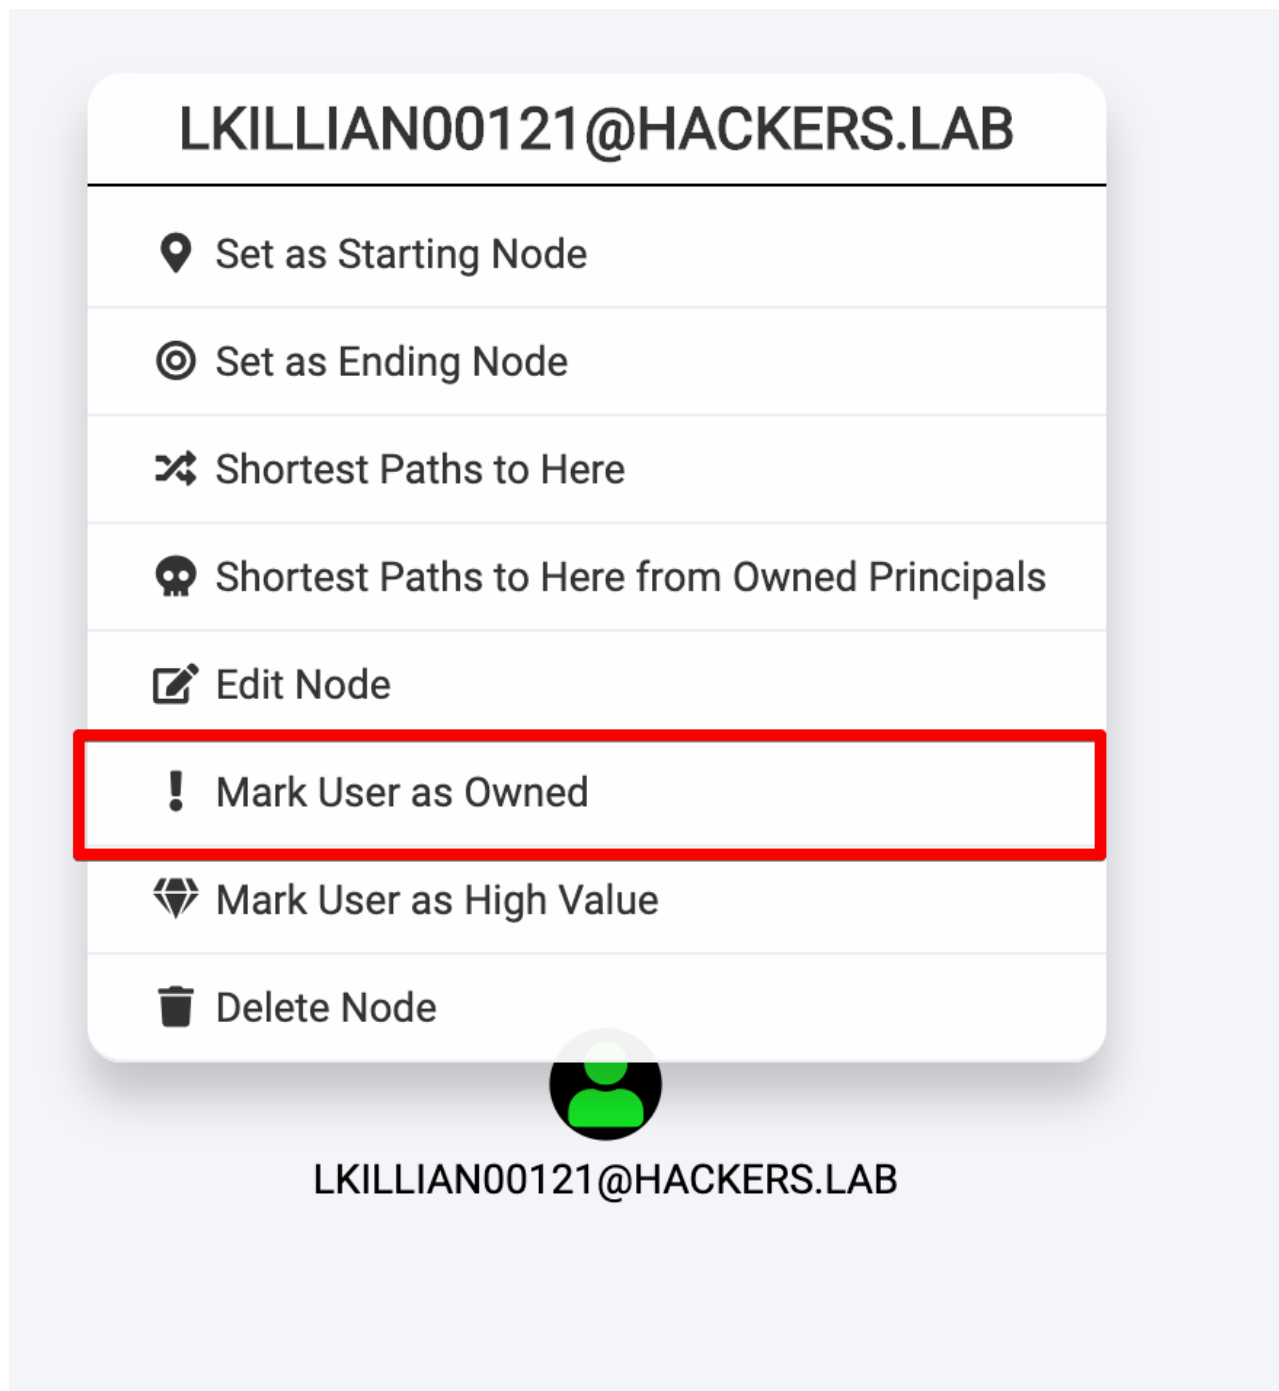 LKILLIAN00121@HACKERS.LAB
Set as Starting Node
Set as Ending Node
Shortest Paths to Here
Shortest Paths to Here from Owned Principals
Edit Node
Mark User as Owned
Mark User as High Value
Delete Node
LKILLIAN00121@HACKERS.LAB